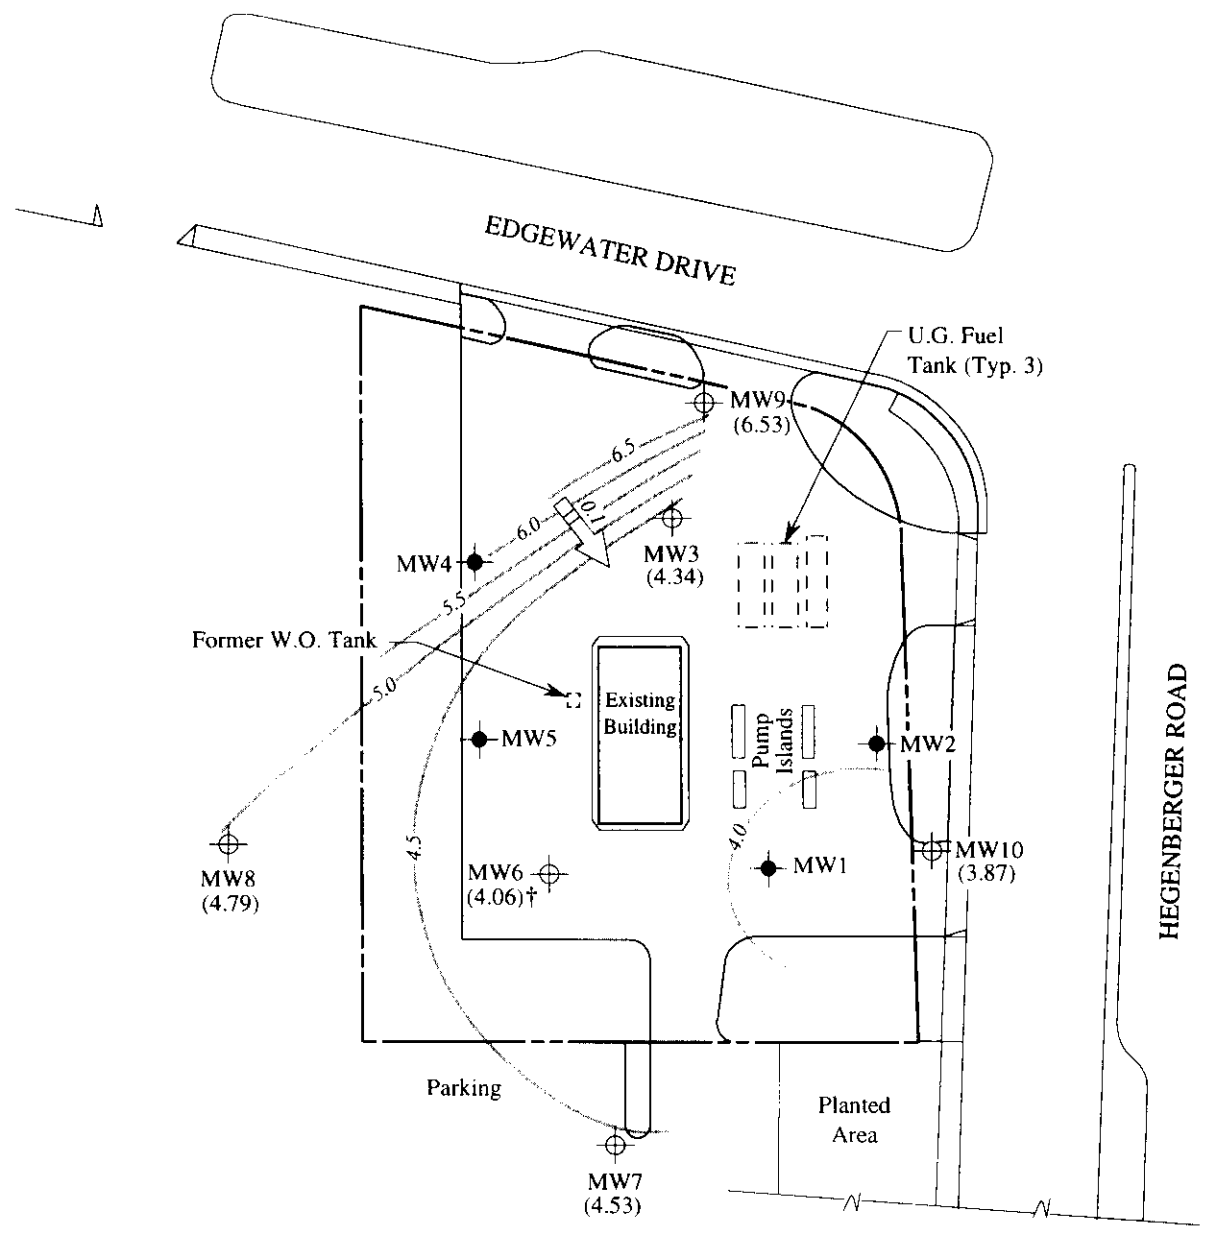 EDGEWATER DRIVE
U.G. Fuel
Tank (Typ. 3)
MW9
(6.53)
6.5
0.1
6.0
MW3
(4.34)
MW4
5.5
Former W.O. Tank
5.0
Existing
Building
Pump
Islands
MW5
MW2
HEGENBERGER ROAD
4.5
4.0
MW8
(4.79)
MW6
(4.06)†
MW1
MW10
(3.87)
Parking
Planted
Area
MW7
(4.53)